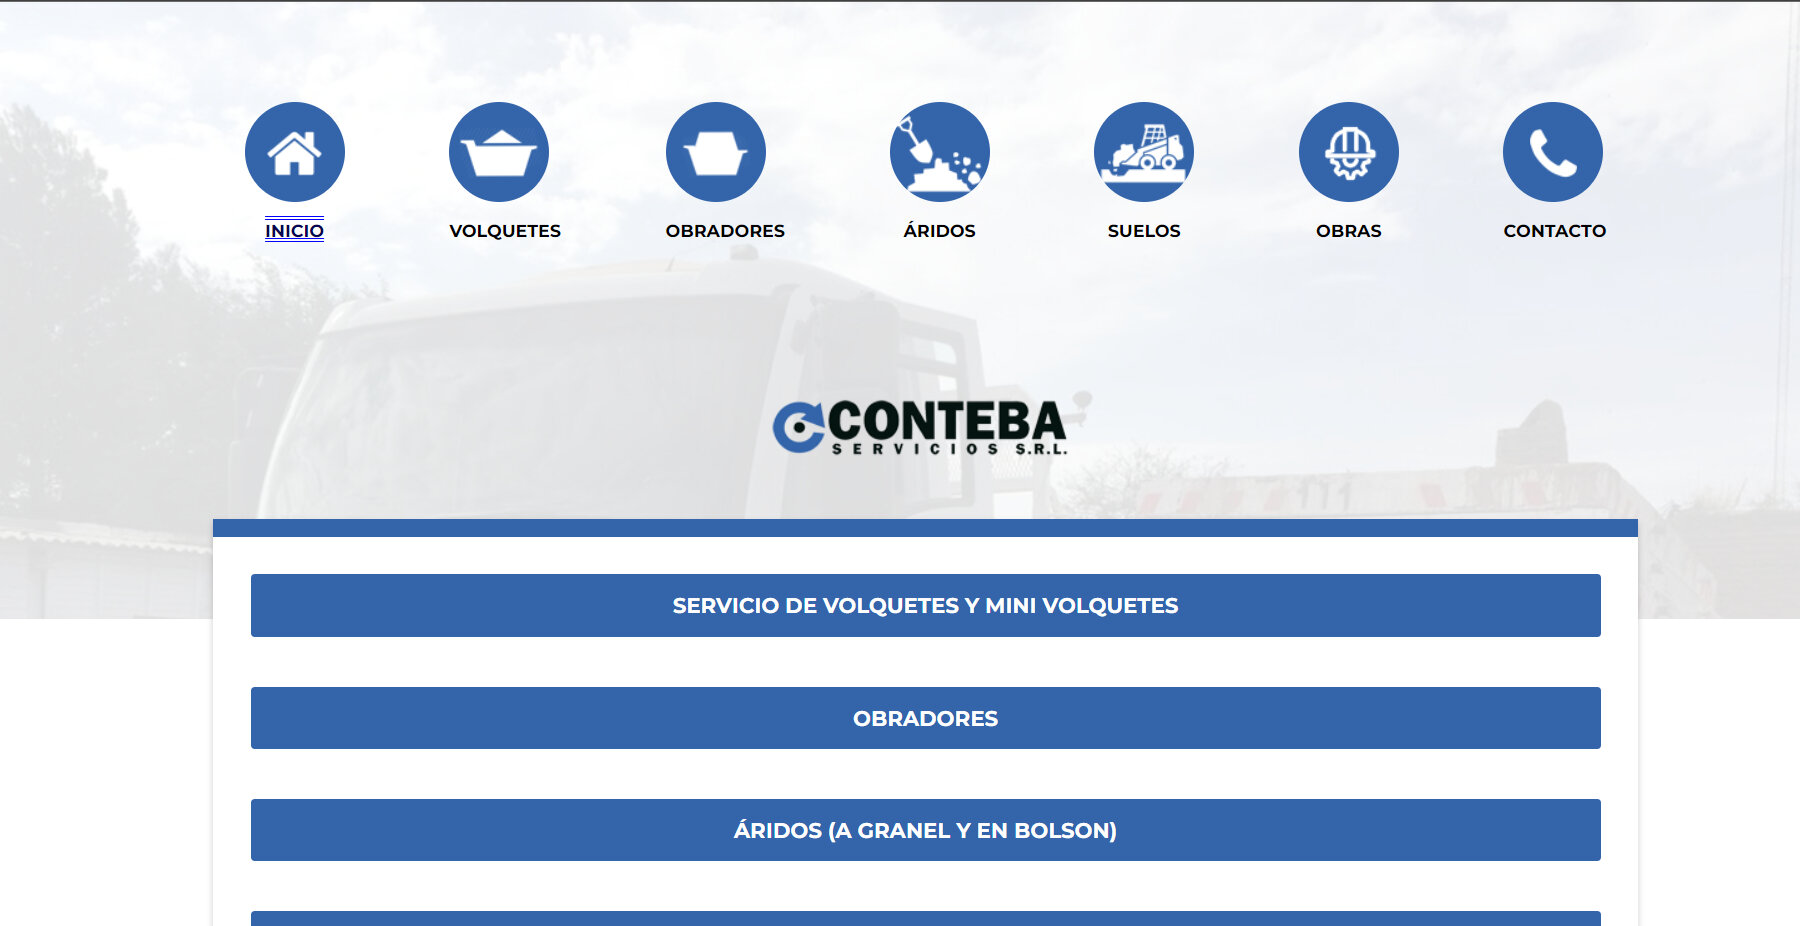 INICIO
VOLQUETES
OBRADORES
ÁRIDOS
SUELOS
OBRAS
CONTACTO
CONTEBA
SERVICIOS S.R.L.
SERVICIO DE VOLQUETES Y MINI VOLQUETES
OBRADORES
ÁRIDOS (A GRANEL Y EN BOLSON)